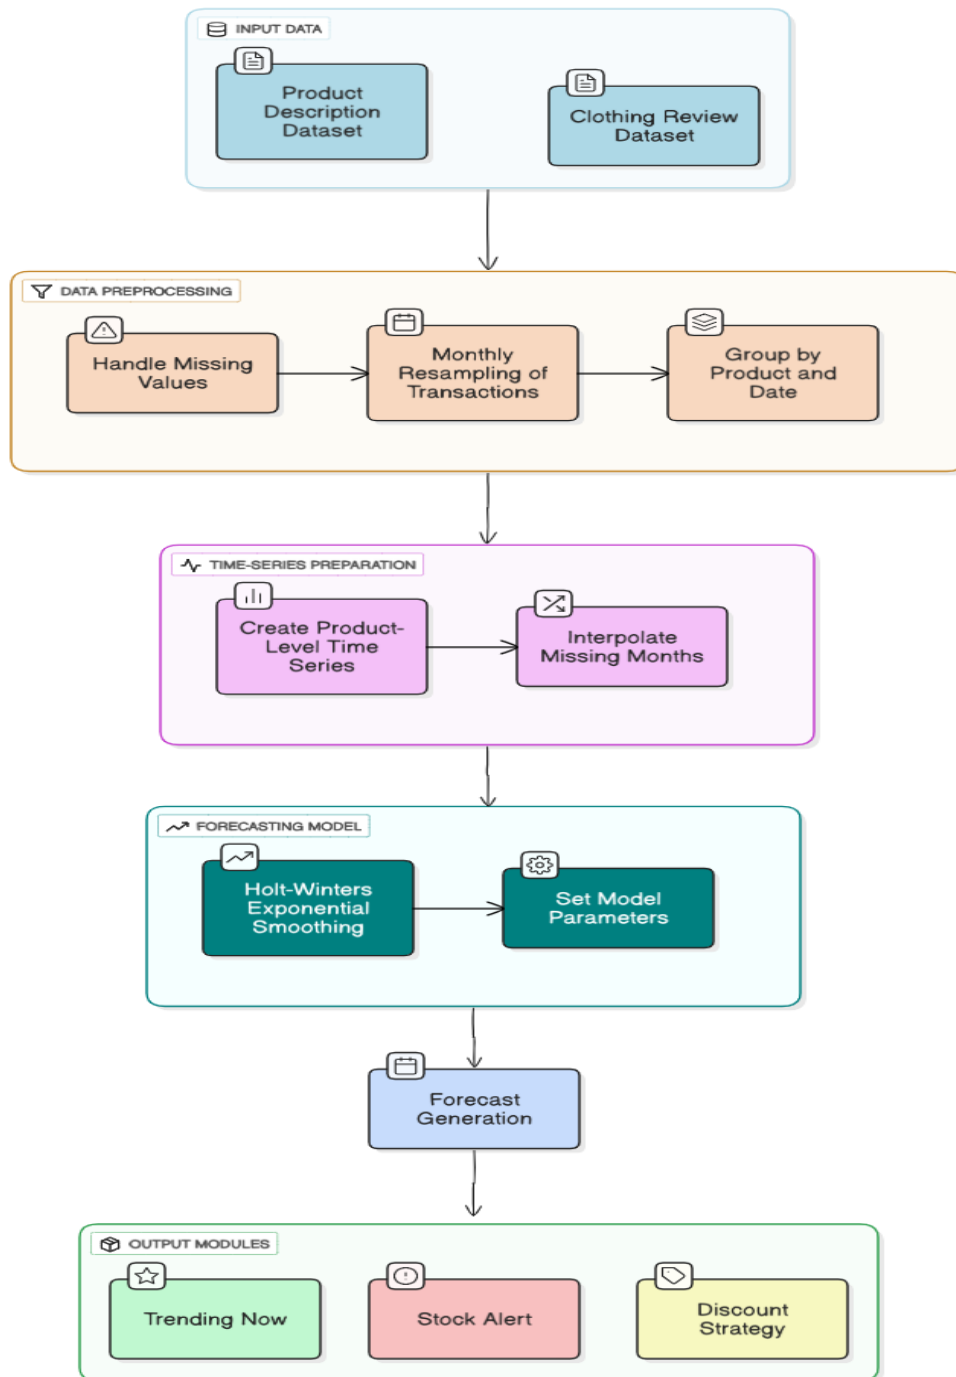 INPUT DATA
Product
Description
Dataset
Clothing Review
Dataset
DATA PREPROCESSING
Handle Missing
Values
Monthly
Resampling of
Transactions
Group by
Product and
Date
TIME-SERIES PREPARATION
Create Product-
Level Time
Series
Interpolate
Missing Months
FORECASTING MODEL
Holt-Winters
Exponential
Smoothing
Set Model
Parameters
Forecast
Generation
OUTPUT MODULES
Trending Now
Stock Alert
Discount
Strategy